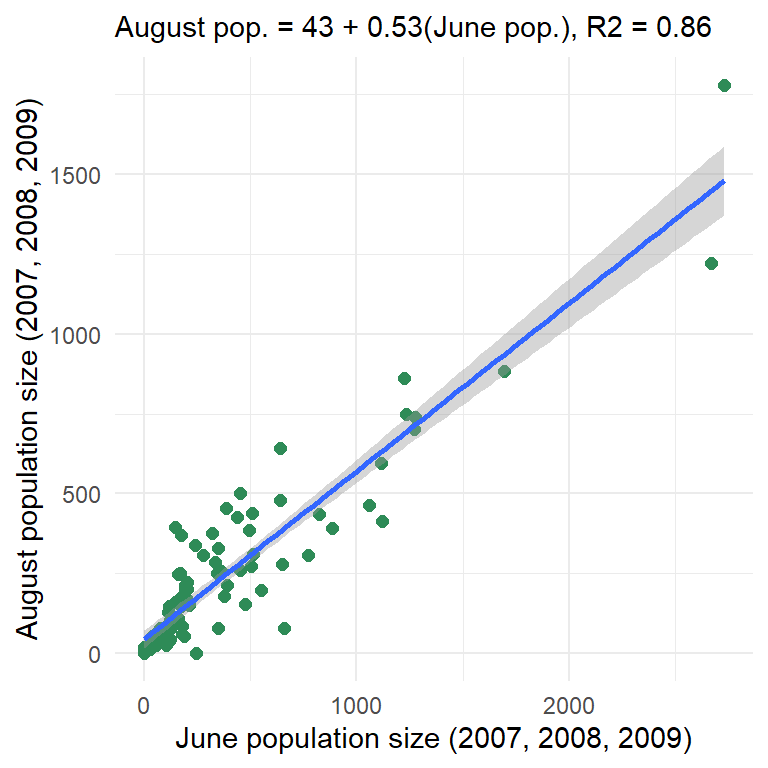 August pop. = 43 + 0.53(June pop.), R2 = 0.86
August population size (2007, 2008, 2009)
1500
1000
500
0
0 1000 2000
June population size (2007, 2008, 2009)